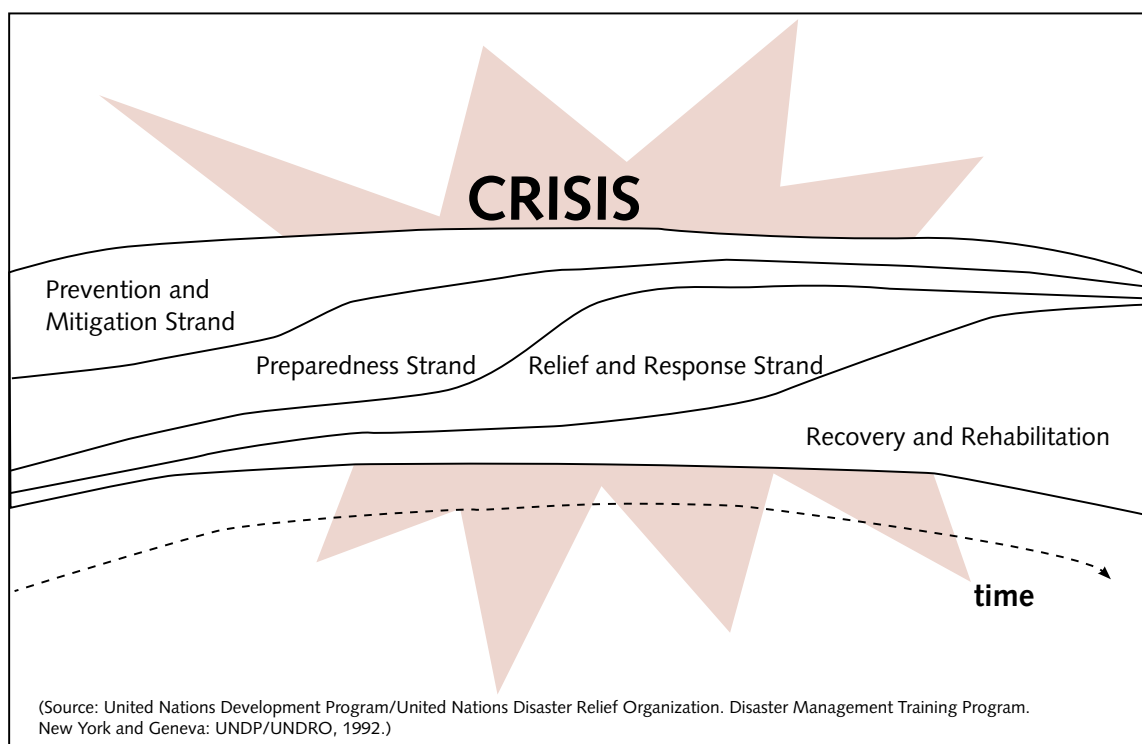 CRISIS
Prevention and
Mitigation Strand
Preparedness Strand
Relief and Response Strand
Recovery and Rehabilitation
time
(Source: United Nations Development Program/United Nations Disaster Relief Organization. Disaster Management Training Program.
New York and Geneva: UNDP/UNDRO, 1992.)